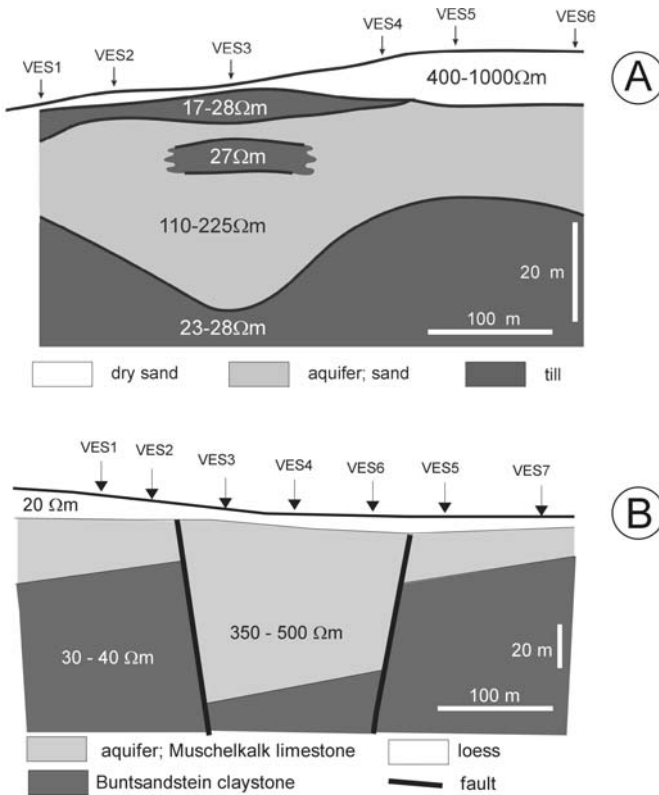 VES1 VES2 VES3 VES4 VES5 VES6
400-1000Ωm
A
17-28Ωm
27Ωm
110-225Ωm
20 m
100 m
23-28Ωm
dry sand aquifer; sand till
VES1 VES2 VES3 VES4 VES6 VES5 VES7
20 Ωm
B
350 - 500 Ωm
30 - 40 Ωm
20 m
100 m
aquifer; Muschelkalk limestone loess
Buntsandstein claystone fault